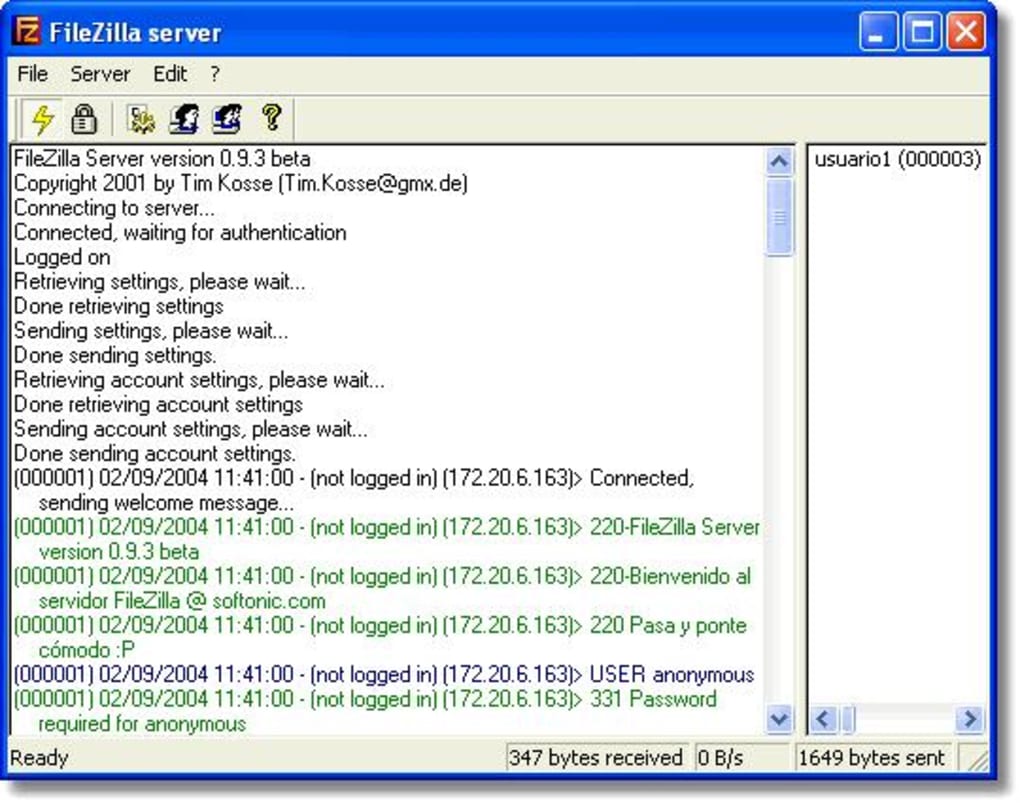 FileZilla server
File Server Edit ?
FileZilla Server version 0.9.3 beta
Copyright 2001 by Tim Kosse (Tim.Kosse@gmx.de)
Connecting to server...
Connected, waiting for authentication
Logged on
Retrieving settings, please wait...
Done retrieving settings
Sending settings, please wait...
Done sending settings.
Retrieving account settings, please wait...
Done retrieving account settings
Sending account settings, please wait...
Done sending account settings.
(000001) 02/09/2004 11:41:00 - (not logged in) (172.20.6.163)> Connected,
sending welcome message...
(000001) 02/09/2004 11:41:00 - (not logged in) (172.20.6.163)> 220-FileZilla Server
version 0.9.3 beta
(000001) 02/09/2004 11:41:00 - (not logged in) (172.20.6.163)> 220-Bienvenido al
servidor FileZilla @ softonic.com
(000001) 02/09/2004 11:41:00 - (not logged in) (172.20.6.163)> 220 Pasa y ponte
cómodo :P
(000001) 02/09/2004 11:41:00 - (not logged in) (172.20.6.163)> USER anonymous
(000001) 02/09/2004 11:41:00 - (not logged in) (172.20.6.163)> 331 Password
required for anonymous
usuario1 (000003)
Ready
347 bytes received
0 B/s
1649 bytes sent